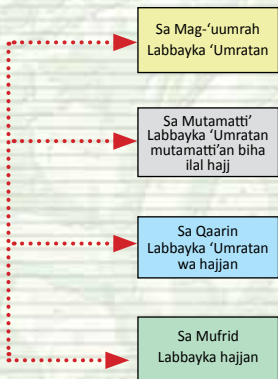 Sa Mag-‘uumrah
Labbayka ‘Umratan
Sa Mutamatti’
Labbayka ‘Umratan
mutamatti’an biha
ilal hajj
Sa Qaarin
Labbayka ‘Umratan
wa hajjan
Sa Mufrid
Labbayka hajjan